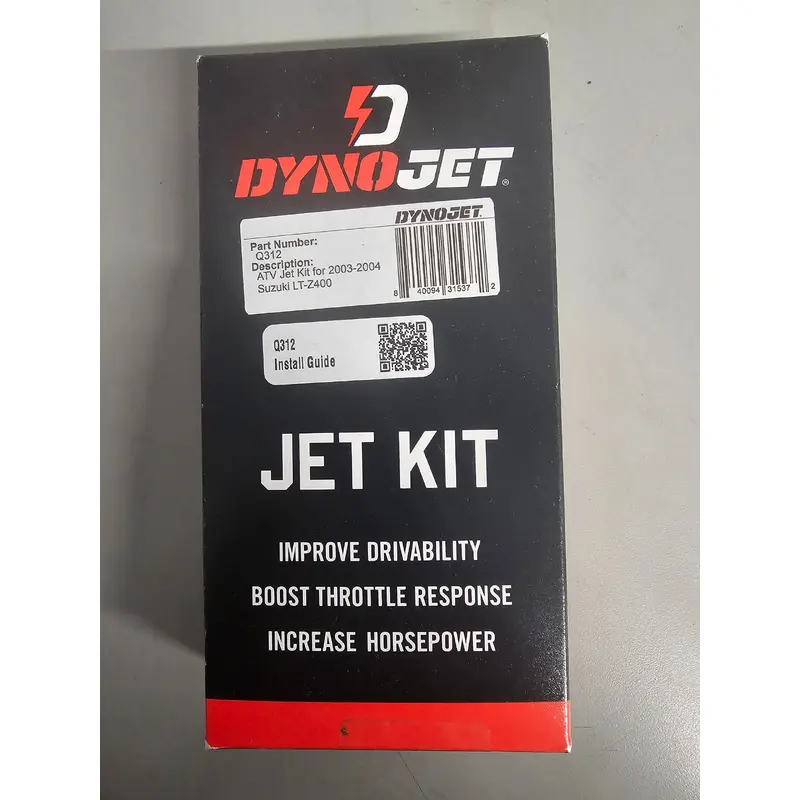 D
DYNOJET®
DYNOJET
Part Number:
Q312
Description:
ATV Jet Kit for 2003-2004
Suzuki LT-Z400
8 40094 31537 2
Q312
Install Guide
JET KIT
IMPROVE DRIVABILITY
BOOST THROTTLE RESPONSE
INCREASE HORSEPOWER